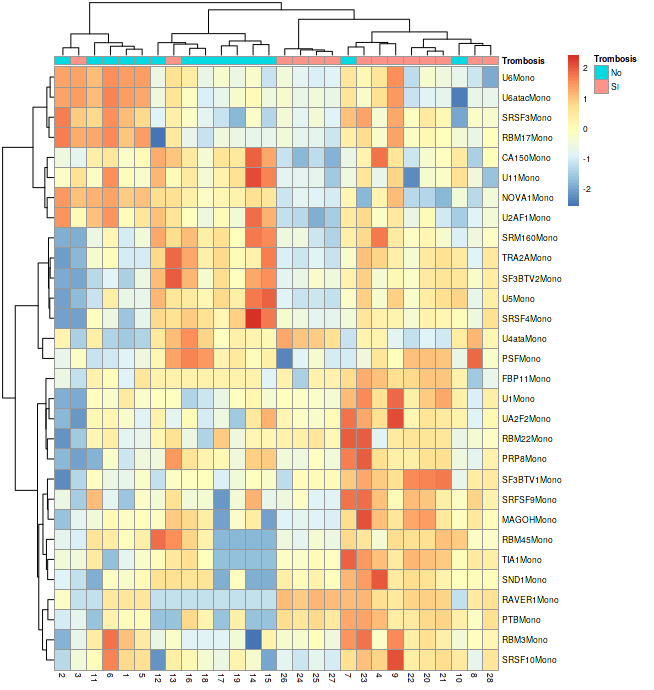 Trombosis
Trombosis
No
SI
2
1
0
-1
-2
U6Mono
U6atacMono
SRSF3Mono
RBM17Mono
CA150Mono
U11Mono
NOVA1Mono
U2AF1Mono
SRM160Mono
TRA2AMono
SF3BTV2Mono
U5Mono
SRSF4Mono
U4ataMono
PSFMono
FBP11Mono
U1Mono
UA2F2Mono
RBM22Mono
PRP8Mono
SF3BTV1Mono
SRFSF9Mono
MAGOHMono
RBM45Mono
TIA1Mono
SND1Mono
RAVER1Mono
PTBMono
RBM3Mono
SRSF10Mono
2 3 11 6 1 5 12 13 16 18 17 19 14 15 26 24 25 27 7 23 4 9 22 20 21 10 8 28